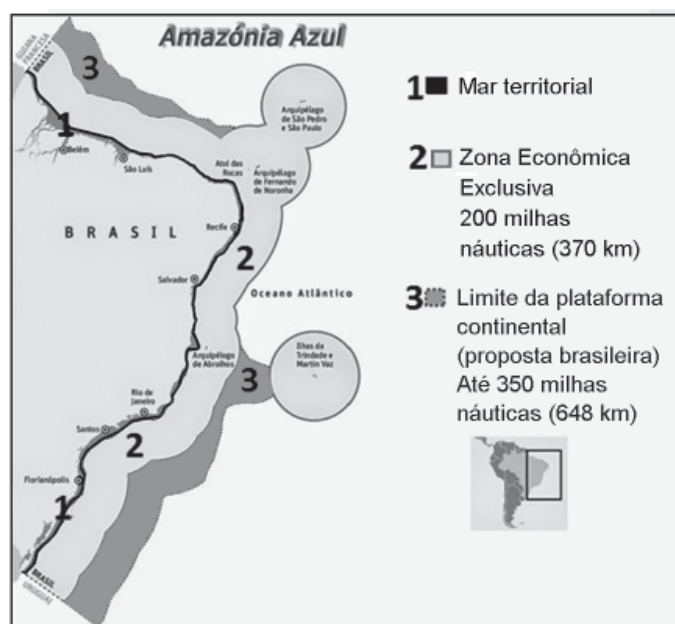 Amazónia Azul
GUIANA
FRANCESA
BRASIL
3
1
Belém
São Luís
Atol das
Rocas
Arquipélago
de São Pedro
e São Paulo
Arquipélago
de Fernando
de Noronha
BRASIL
Recife
2
Salvador
Oceano Atlântico
Arquipélago
de Abrolhos
3
Ilhas da
Trindade e
Martin Vaz
Rio de
Janeiro
Santos
2
Florianópolis
1
BRASIL
URUGUAI
1 Mar territorial
2 Zona Econômica
Exclusiva
200 milhas
náuticas (370 km)
3 Limite da plataforma
continental
(proposta brasileira)
Até 350 milhas
náuticas (648 km)